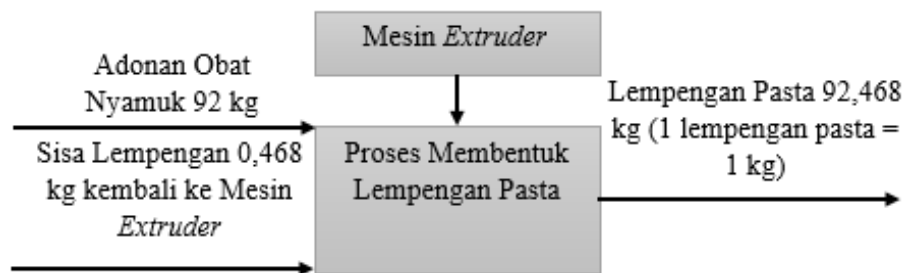 Mesin Extruder
Adonan Obat
Nyamuk 92 kg
Sisa Lempengan 0,468
kg kembali ke Mesin
Extruder
Proses Membentuk
Lempengan Pasta
Lempengan Pasta 92,468
kg (1 lempengan pasta =
1 kg)